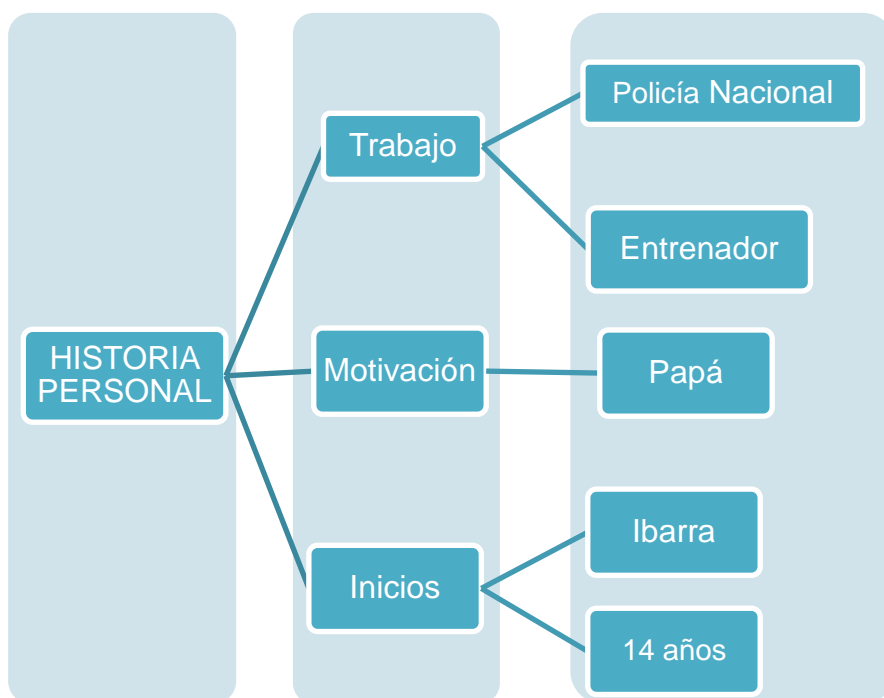 HISTORIA
PERSONAL
Trabajo
Policía Nacional
Entrenador
Motivación
Papá
Inicios
Ibarra
14 años